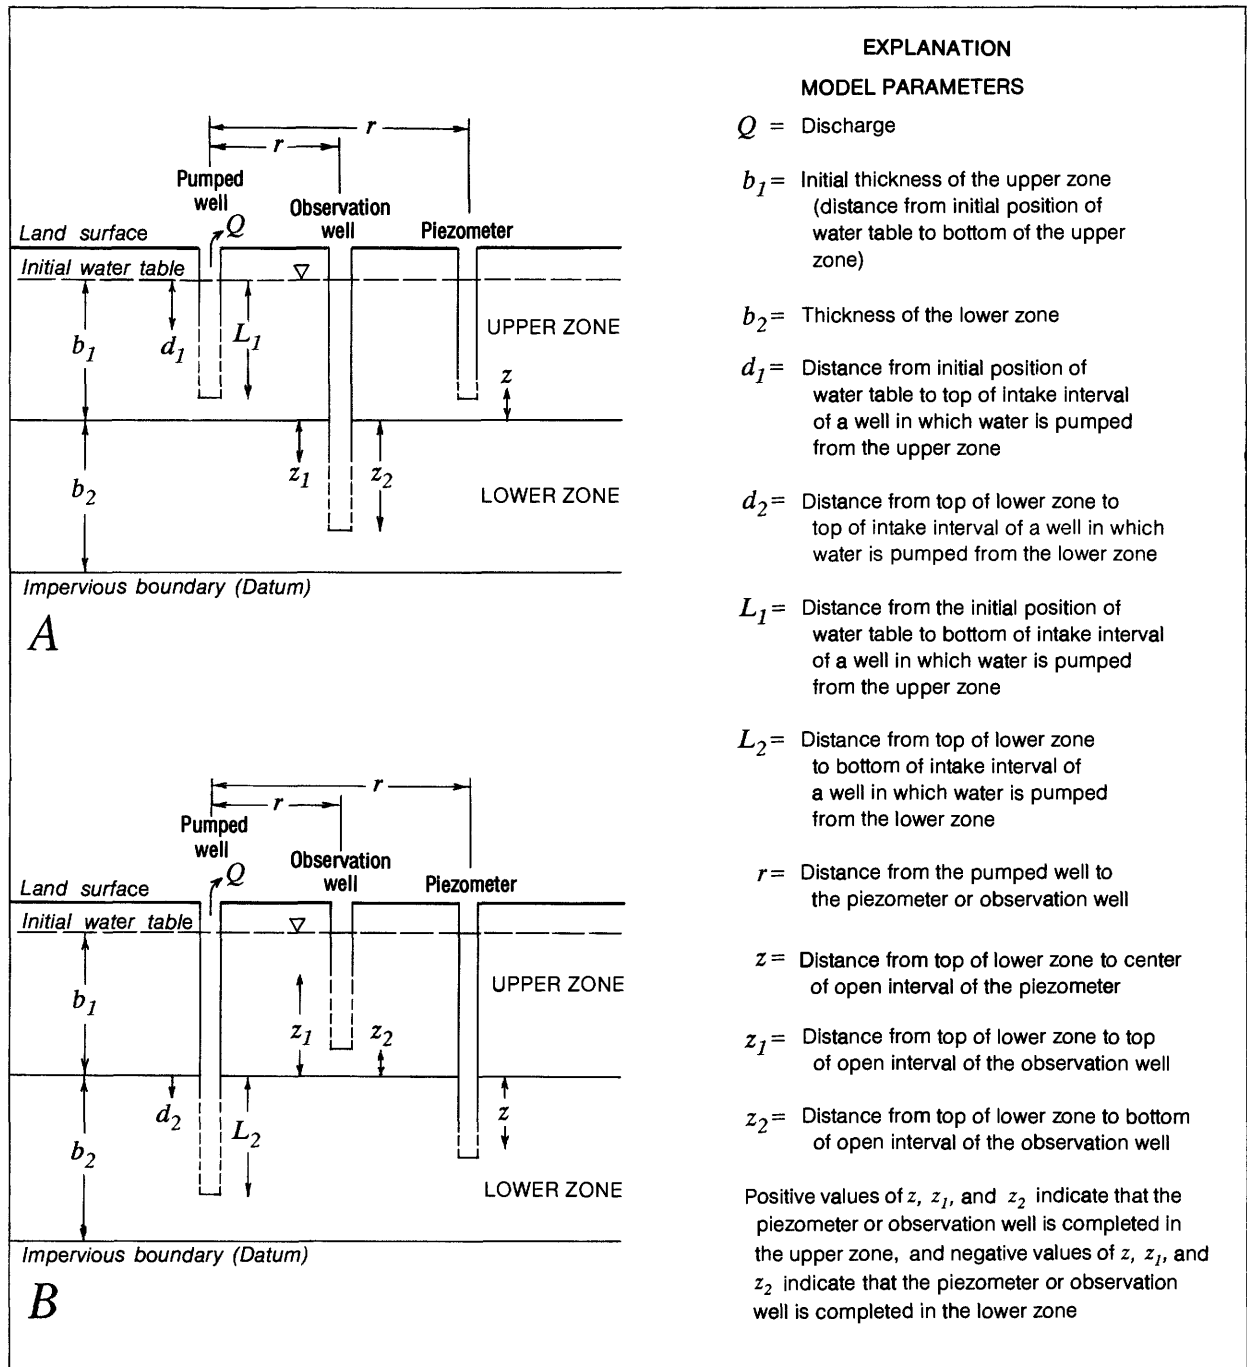 r
r
Pumped
well
Q
Observation
well
Piezometer
Land surface
Initial water table
b1
d1
L1
UPPER ZONE
z
b2
z1
z2
LOWER ZONE
Impervious boundary (Datum)
A
r
r
Pumped
well
Q
Observation
well
Piezometer
Land surface
Initial water table
b1
UPPER ZONE
z1
z2
d2
L2
z
b2
LOWER ZONE
Impervious boundary (Datum)
B
EXPLANATION
MODEL PARAMETERS
Q = Discharge
b1= Initial thickness of the upper zone
(distance from initial position of
water table to bottom of the upper
zone)
b2= Thickness of the lower zone
d1= Distance from initial position of
water table to top of intake interval
of a well in which water is pumped
from the upper zone
d2= Distance from top of lower zone to
top of intake interval of a well in which
water is pumped from the lower zone
L1= Distance from the initial position of
water table to bottom of intake interval
of a well in which water is pumped
from the upper zone
L2= Distance from top of lower zone
to bottom of intake interval of
a well in which water is pumped
from the lower zone
r= Distance from the pumped well to
the piezometer or observation well
z= Distance from top of lower zone to center
of open interval of the piezometer
z1= Distance from top of lower zone to top
of open interval of the observation well
z2= Distance from top of lower zone to bottom
of open interval of the observation well
Positive values of z, z1, and z2 indicate that the
piezometer or observation well is completed in
the upper zone, and negative values of z, z1, and
z2 indicate that the piezometer or observation
well is completed in the lower zone